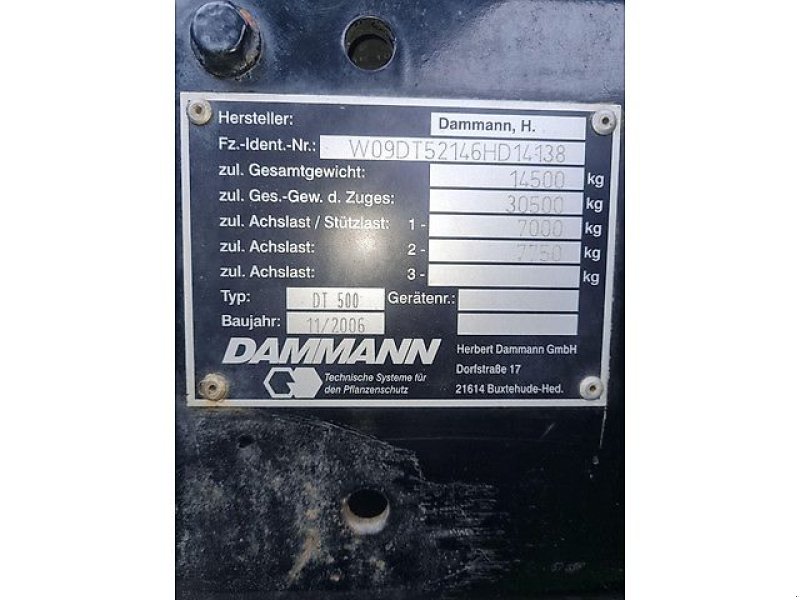 Hersteller: Dammann, H.
Fz.-Ident.-Nr.: W09DT52146HD14138
zul. Gesamtgewicht: 14500 kg
zul. Ges.-Gew. d. Zuges: 30500 kg
zul. Achslast / Stützlast: 1 - 7000 kg
zul. Achslast: 2 - 7750 kg
zul. Achslast: 3 - kg
Typ: DT 500 Gerätenr.:
Baujahr: 11/2006
DAMMANN
Technische Systeme für
den Pflanzenschutz
Herbert Dammann GmbH
Dorfstraße 17
21614 Buxtehude-Hed.